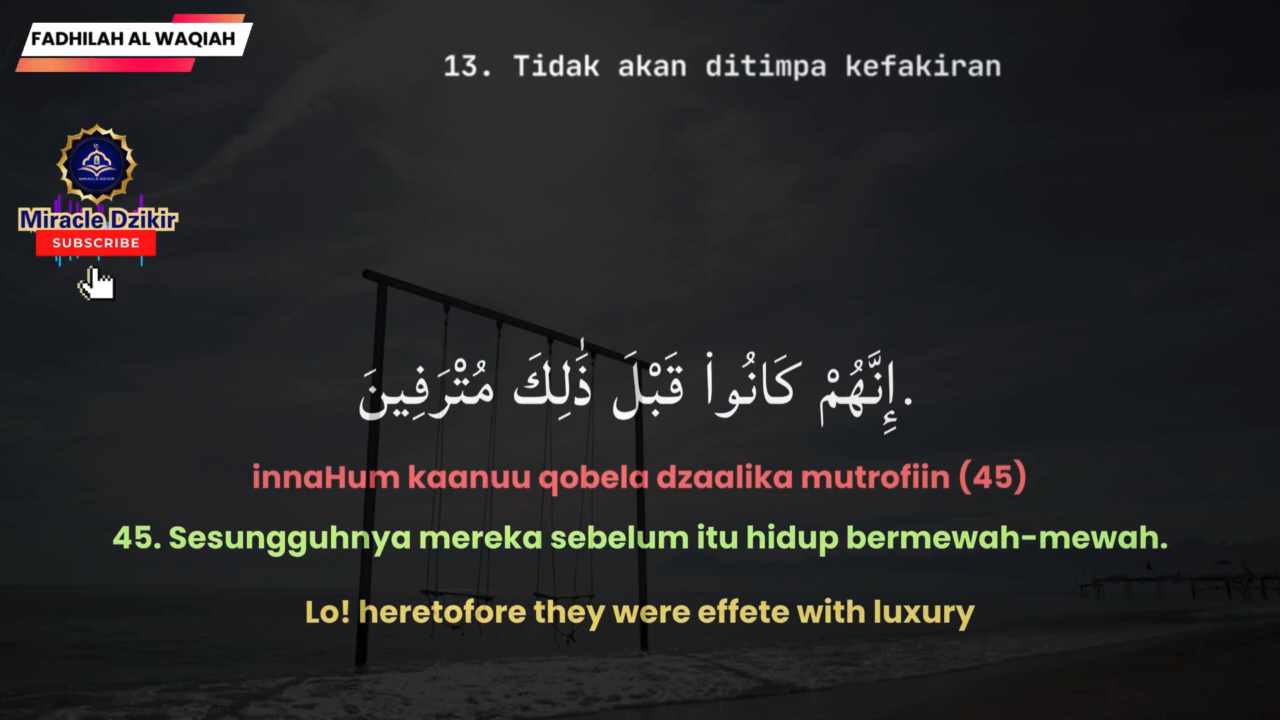 FADHILAH AL WAQIAH
13. Tidak akan ditimpa kefakiran
Miracle Dzikir
SUBSCRIBE
إِنَّهُمْ كَانُوا۟ قَبْلَ ذَٰلِكَ مُتْرَفِينَ.
innaHum kaanuu qobela dzaalika mutrofiin (45)
45. Sesungguhnya mereka sebelum itu hidup bermewah-mewah.
Lo! heretofore they were effete with luxury